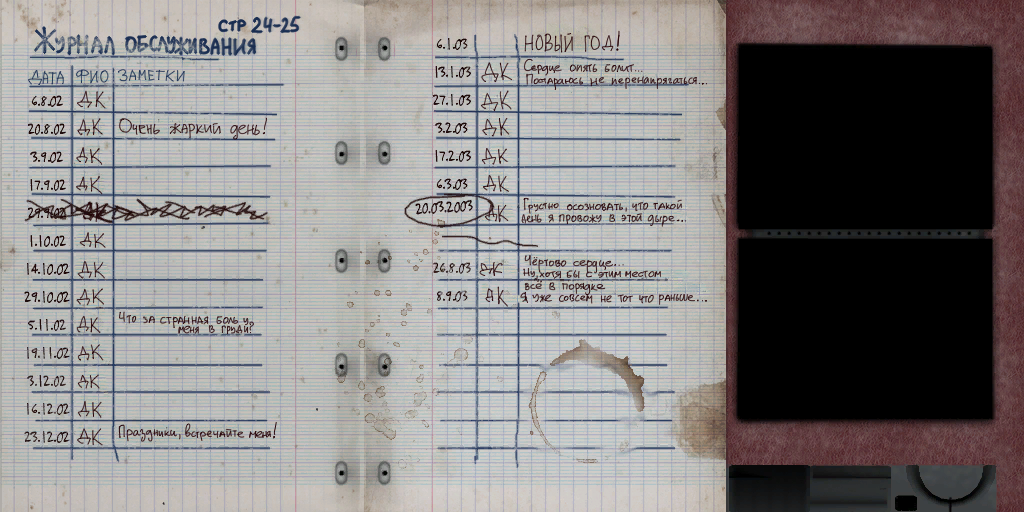 СТР 24-25
ЖУРНАЛ ОБСЛУЖИВАНИЯ
ДАТА ФИО ЗАМЕТКИ
6.8.02 ДК
20.8.02 ДК Очень жаркий день!
3.9.02 ДК
17.9.02 ДК
29.9.02 ДК
1.10.02 ДК
14.10.02 ДК
29.10.02 ДК
5.11.02 ДК Что за странная боль у
меня в груди?
19.11.02 ДК
3.12.02 ДК
16.12.02 ДК
23.12.02 ДК Праздники, встречайте меня!
6.1.03 НОВЫЙ ГОД!
13.1.03 ДК Сердце опять болит...
Постараюсь не перенапрягаться...
27.1.03 ДК
3.2.03 ДК
17.2.03 ДК
6.3.03 ДК
20.03.2003 ДК Грустно осозновать, что такой
день я провожу в этой дыре...
26.8.03 ДК Чёртово сердце...
Ну, хотя бы с этим местом
всё в порядке
8.9.03 ДК Я уже совсем не тот что раньше...